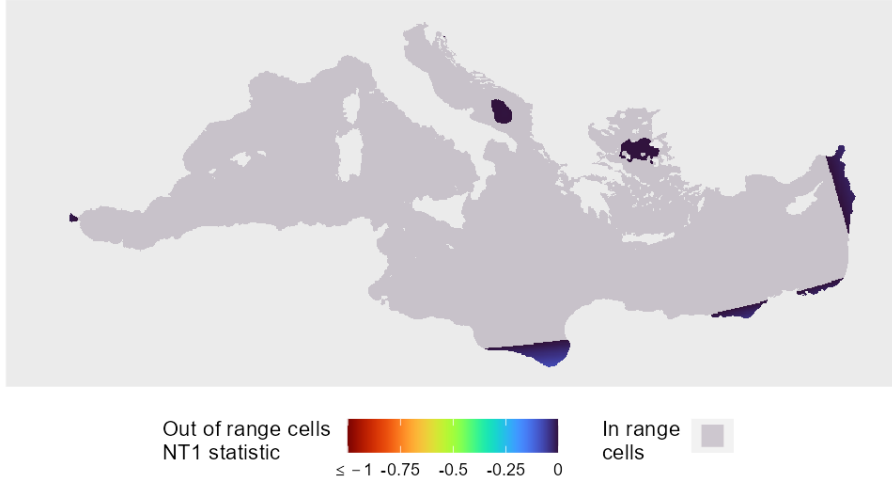 Out of range cells
NT1 statistic
≤ − 1 -0.75 -0.5 -0.25 0
In range
cells